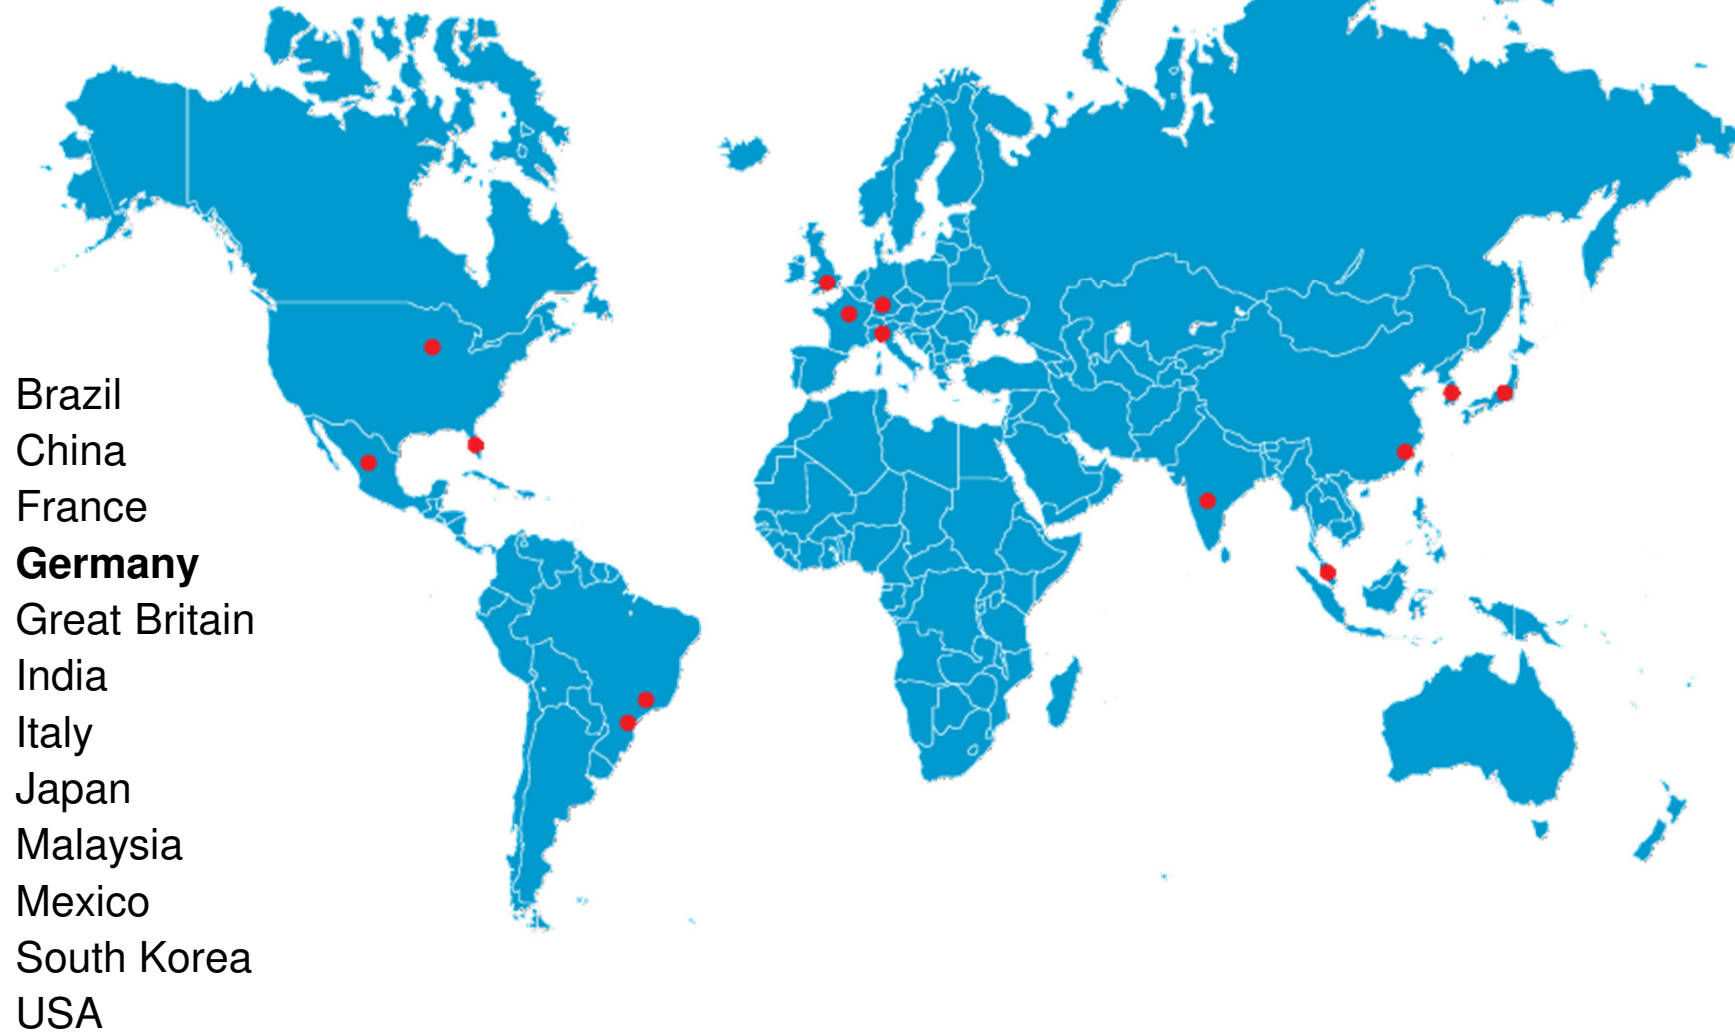 Brazil
China
France
Germany
Great Britain
India
Italy
Japan
Malaysia
Mexico
South Korea
USA